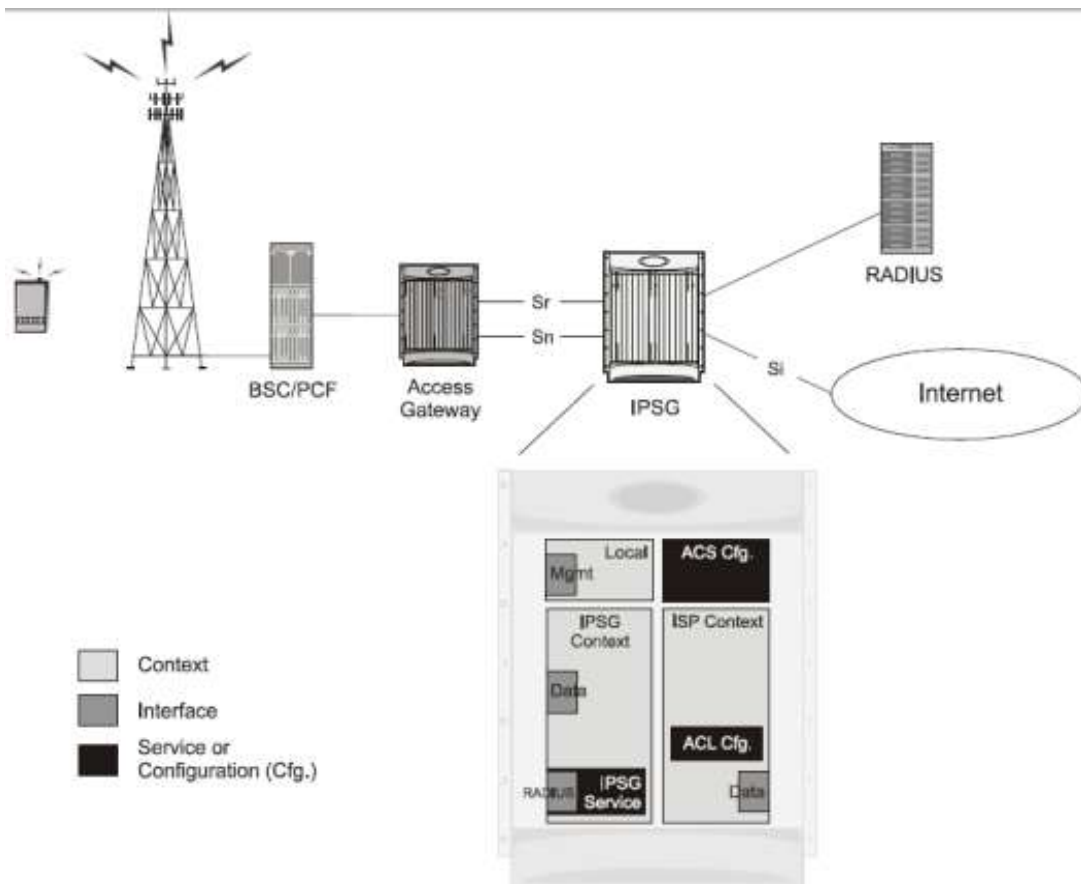 RADIUS
Sr
Sn
Si
BSC/PCF
Access
Gateway
IPSG
Internet
Local
Mgmt
ACS Cfg.
IPSG
Context
ISP Context
Data
ACL Cfg.
RADIUS
IPSG
Service
Data
Context
Interface
Service or
Configuration (Cfg.)